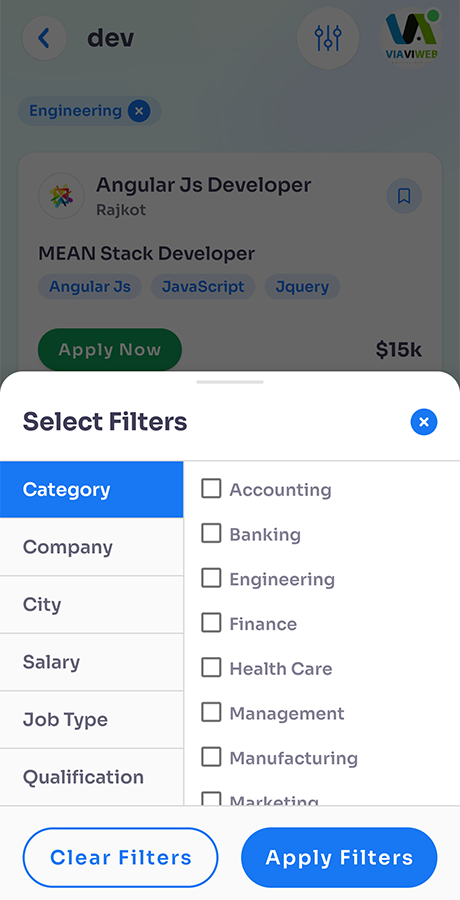 dev
VIAVIWEB
Engineering
Angular Js Developer
Rajkot
MEAN Stack Developer
Angular Js JavaScript Jquery
Apply Now $15k
Select Filters
Category
Company
City
Salary
Job Type
Qualification
Accounting
Banking
Engineering
Finance
Health Care
Management
Manufacturing
Marketing
Clear Filters Apply Filters